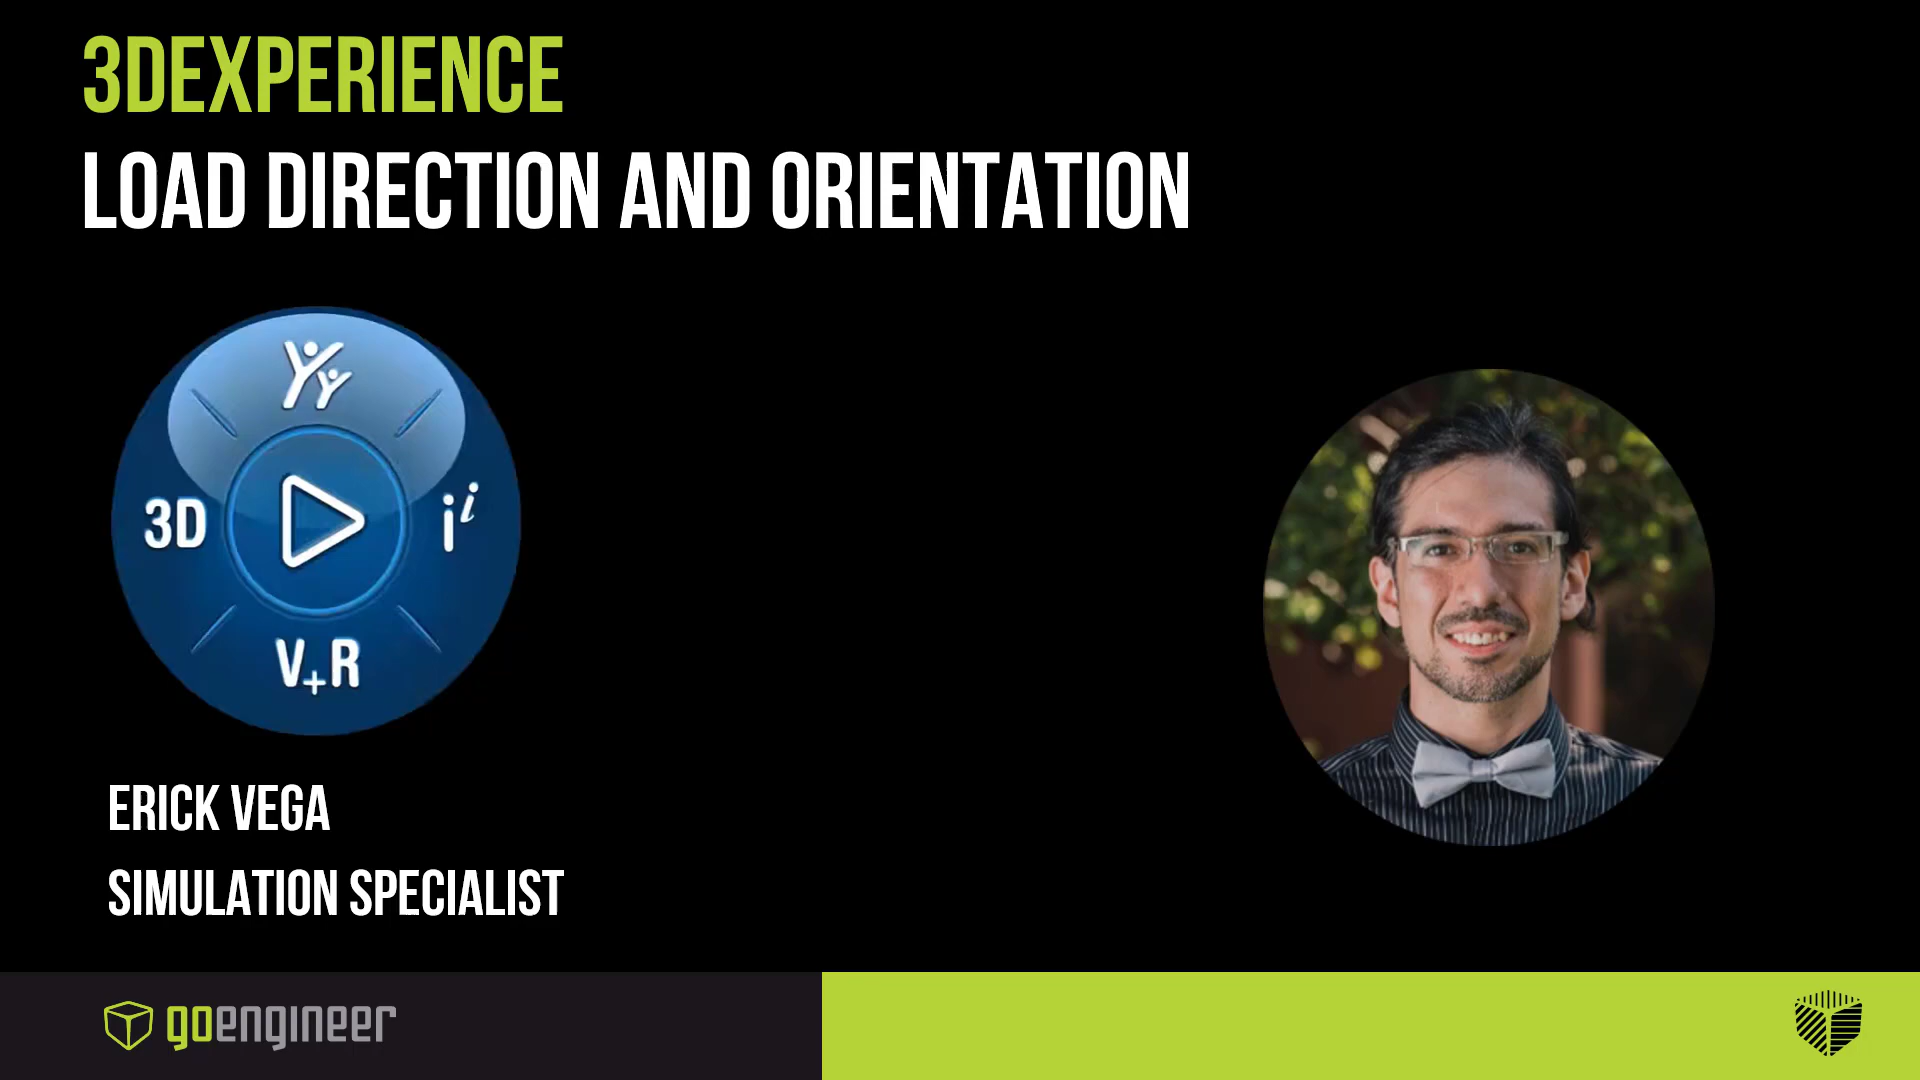 3DEXPERIENCE
LOAD DIRECTION AND ORIENTATION
3D
i i
V+R
ERICK VEGA
SIMULATION SPECIALIST
goengineer